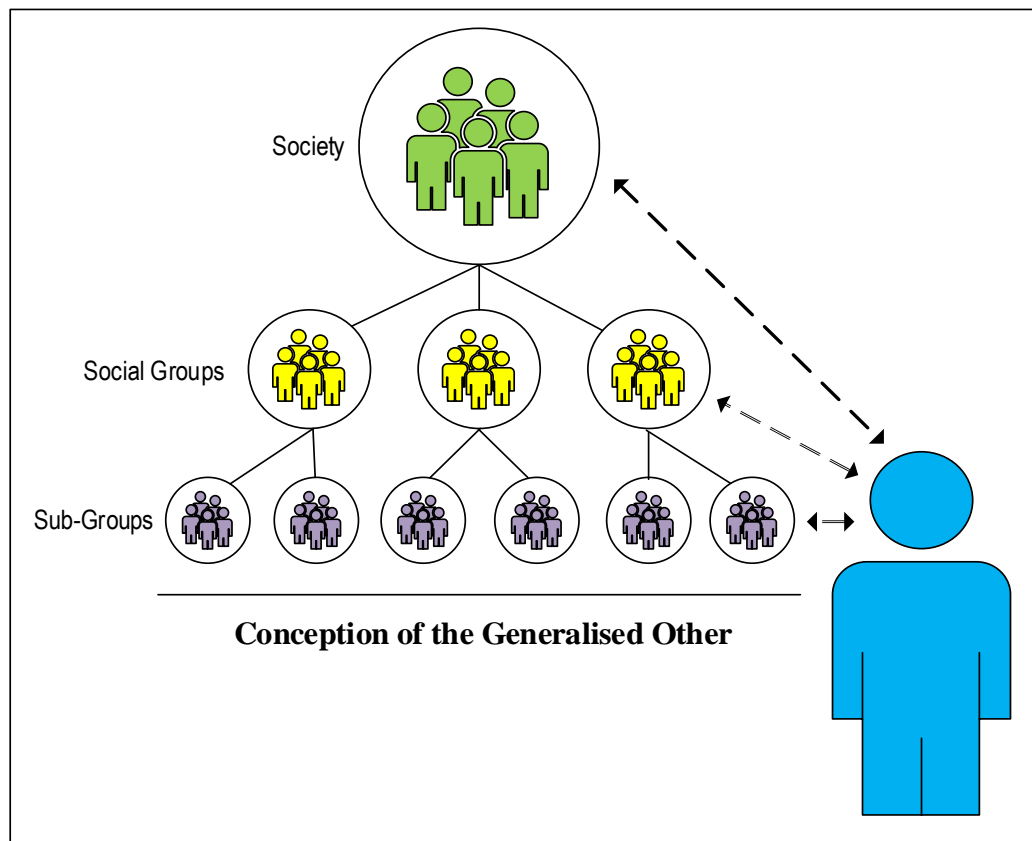 Society
Social Groups
Sub-Groups
Conception of the Generalised Other